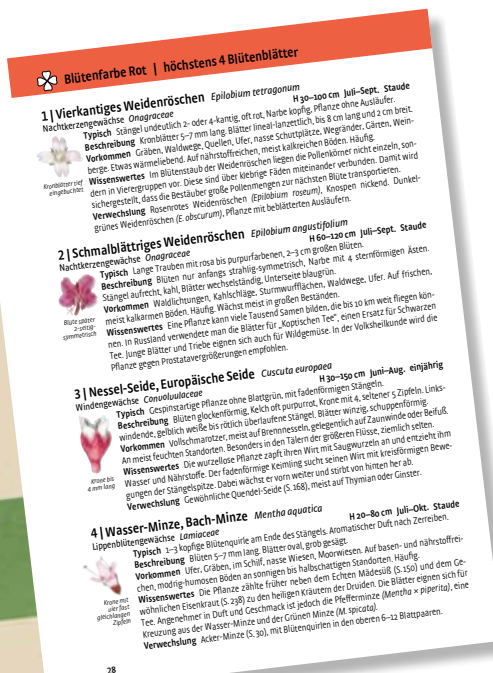 Blütenfarbe Rot | höchstens 4 Blütenblätter
1 | Vierkantiges Weidenröschen Epilobium tetragonum
Nachtkerzengewächse Onagraceae
H 30–100 cm Juli–Sept. Staude
Typisch Stängel undeutlich 2- oder 4-kantig, oft rot, Narbe kopfig, Pflanze ohne Ausläufer.
Beschreibung Kronblätter 5–7 mm lang. Blätter lineal-lanzettlich, bis 8 cm lang und 2 cm breit.
Vorkommen Gräben, Waldwege, Quellen, Ufer, nasse Schuttplätze, Wegränder, Gärten, Wein-
berge. Etwas wärmeliebend. Auf nährstoffreichen, meist kalkreichen Böden. Häufig.
Wissenswertes Im Blütenstaub der Weidenröschen liegen die Pollenkörner nicht einzeln, son-
dern in Vierergruppen vor. Diese sind über klebrige Fäden miteinander verbunden. Damit wird
sichergestellt, dass die Bestäuber große Pollenmengen zur nächsten Blüte transportieren.
Verwechslung Rosenrotes Weidenröschen (Epilobium roseum), Knospen nickend. Dunkel-
grünes Weidenröschen (E. obscurum), Pflanze mit beblätterten Ausläufern.
Kronblätter tief
eingebuchtet
2 | Schmalblättriges Weidenröschen Epilobium angustifolium
Nachtkerzengewächse Onagraceae
H 60–120 cm Juli–Sept. Staude
Typisch Lange Trauben mit rosa bis purpurfarbenen, 2–3 cm großen Blüten.
Beschreibung Blüten nur anfangs strahlig-symmetrisch, Narbe mit 4 sternförmigen Ästen.
Stängel aufrecht, kahl, Blätter wechselständig, Unterseite blaugrün.
Vorkommen Waldlichtungen, Kahlschläge, Sturmwurfflächen, Waldwege, Ufer. Auf frischen,
meist kalkarmen Böden. Häufig. Wächst meist in großen Beständen.
Wissenswertes Eine Pflanze kann viele Tausend Samen bilden, die bis 10 km weit fliegen kön-
nen. In Russland verwendete man die Blätter für „Koptischen Tee“, einen Ersatz für Schwarzen
Tee. Junge Blätter und Triebe eignen sich auch für Wildgemüse. In der Volksheilkunde wird die
Pflanze gegen Prostatavergrößerungen empfohlen.
Blüte später
2-seitig-
symmetrisch
3 | Nessel-Seide, Europäische Seide Cuscuta europaea
Windengewächse Convolvulaceae
H 30–150 cm Juni–Aug. einjährig
Typisch Gespinstartige Pflanze ohne Blattgrün, mit fadenförmigen Stängeln.
Beschreibung Blüten glockenförmig, Kelch oft purpurrot, Krone mit 4, seltener 5 Zipfeln. Links-
windende, gelblich weiße bis rötlich überlaufene Stängel. Blätter winzig, schuppenförmig.
Vorkommen Vollschmarotzer, meist auf Brennnesseln, gelegentlich auf Zaunwinde oder Beifuß.
An meist feuchten Standorten. Besonders in den Tälern der größeren Flüsse, ziemlich selten.
Wissenswertes Die wurzellose Pflanze zapft ihren Wirt mit Saugwurzeln an und entzieht ihm
Wasser und Nährstoffe. Der fadenförmige Keimling sucht seinen Wirt mit kreisförmigen Bewe-
gungen der Stängelspitze. Dabei wächst er vorn weiter und stirbt von hinten her ab.
Verwechslung Gewöhnliche Quendel-Seide (S. 168), meist auf Thymian oder Ginster.
Krone bis
4 mm lang
4 | Wasser-Minze, Bach-Minze Mentha aquatica
Lippenblütengewächse Lamiaceae
H 20–80 cm Juli–Okt. Staude
Typisch 1–3 kopfige Blütenquirle am Ende des Stängels. Aromatischer Duft nach Zerreiben.
Beschreibung Blüten 5–7 mm lang. Blätter oval, grob gesägt.
Vorkommen Ufer, Gräben, im Schilf, nasse Wiesen, Moorwiesen. Auf basen- und nährstoffrei-
chen, modrig-humosen Böden an sonnigen bis halbschattigen Standorten. Häufig.
Wissenswertes Die Pflanze zählte früher neben dem Echten Mädesüß (S. 150) und dem Ge-
wöhnlichen Eisenkraut (S. 238) zu den heiligen Kräutern der Druiden. Die Blätter eignen sich für
Tee. Angenehmer in Duft und Geschmack ist jedoch die Pfefferminze (Mentha × piperita), eine
Kreuzung aus der Wasser-Minze und der Grünen Minze (M. spicata).
Verwechslung Acker-Minze (S. 30), mit Blütenquirlen in den oberen 6–12 Blattpaaren.
Krone mit
vier fast
gleichlangen
Zipfeln
28